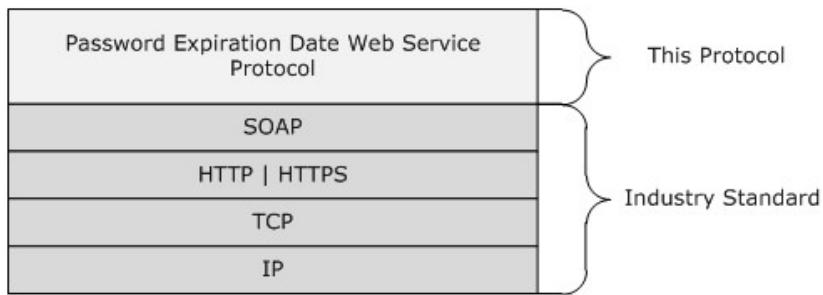 Password Expiration Date Web Service
Protocol
This Protocol
SOAP
HTTP | HTTPS
TCP
IP
Industry Standard